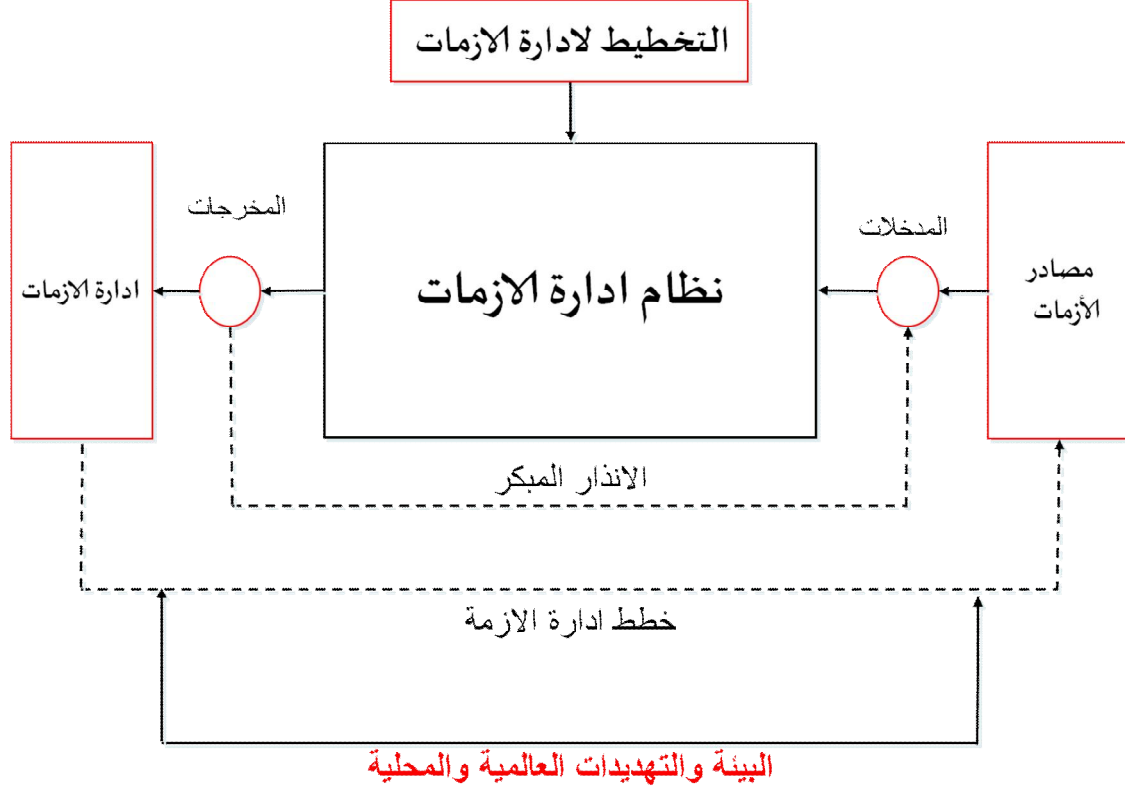 التخطيط لادارة الازمات
مصادر
الأزمات
المدخلات
نظام ادارة الازمات
المخرجات
ادارة الازمات
الانذار المبكر
خطط ادارة الازمة
البيئة والتهديدات العالمية والمحلية